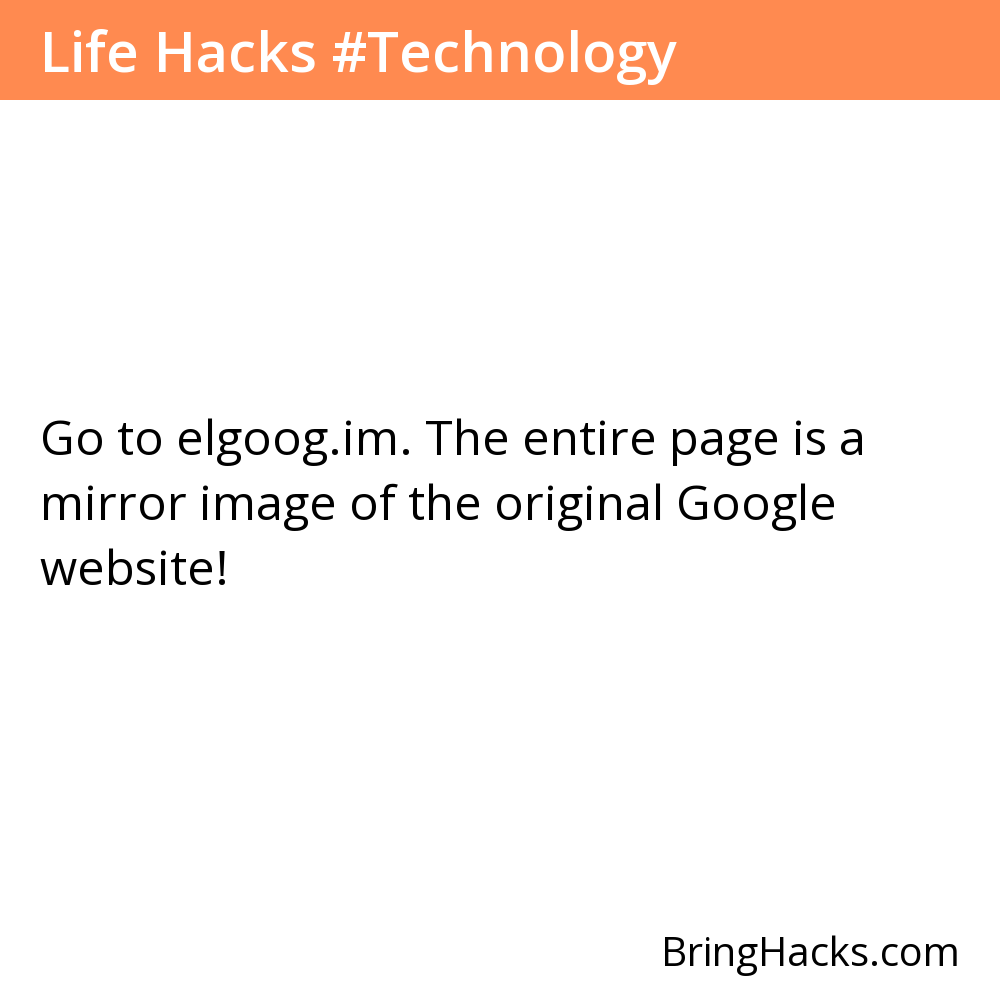 Life Hacks #Technology
Go to elgoog.im. The entire page is a
mirror image of the original Google
website!
BringHacks.com